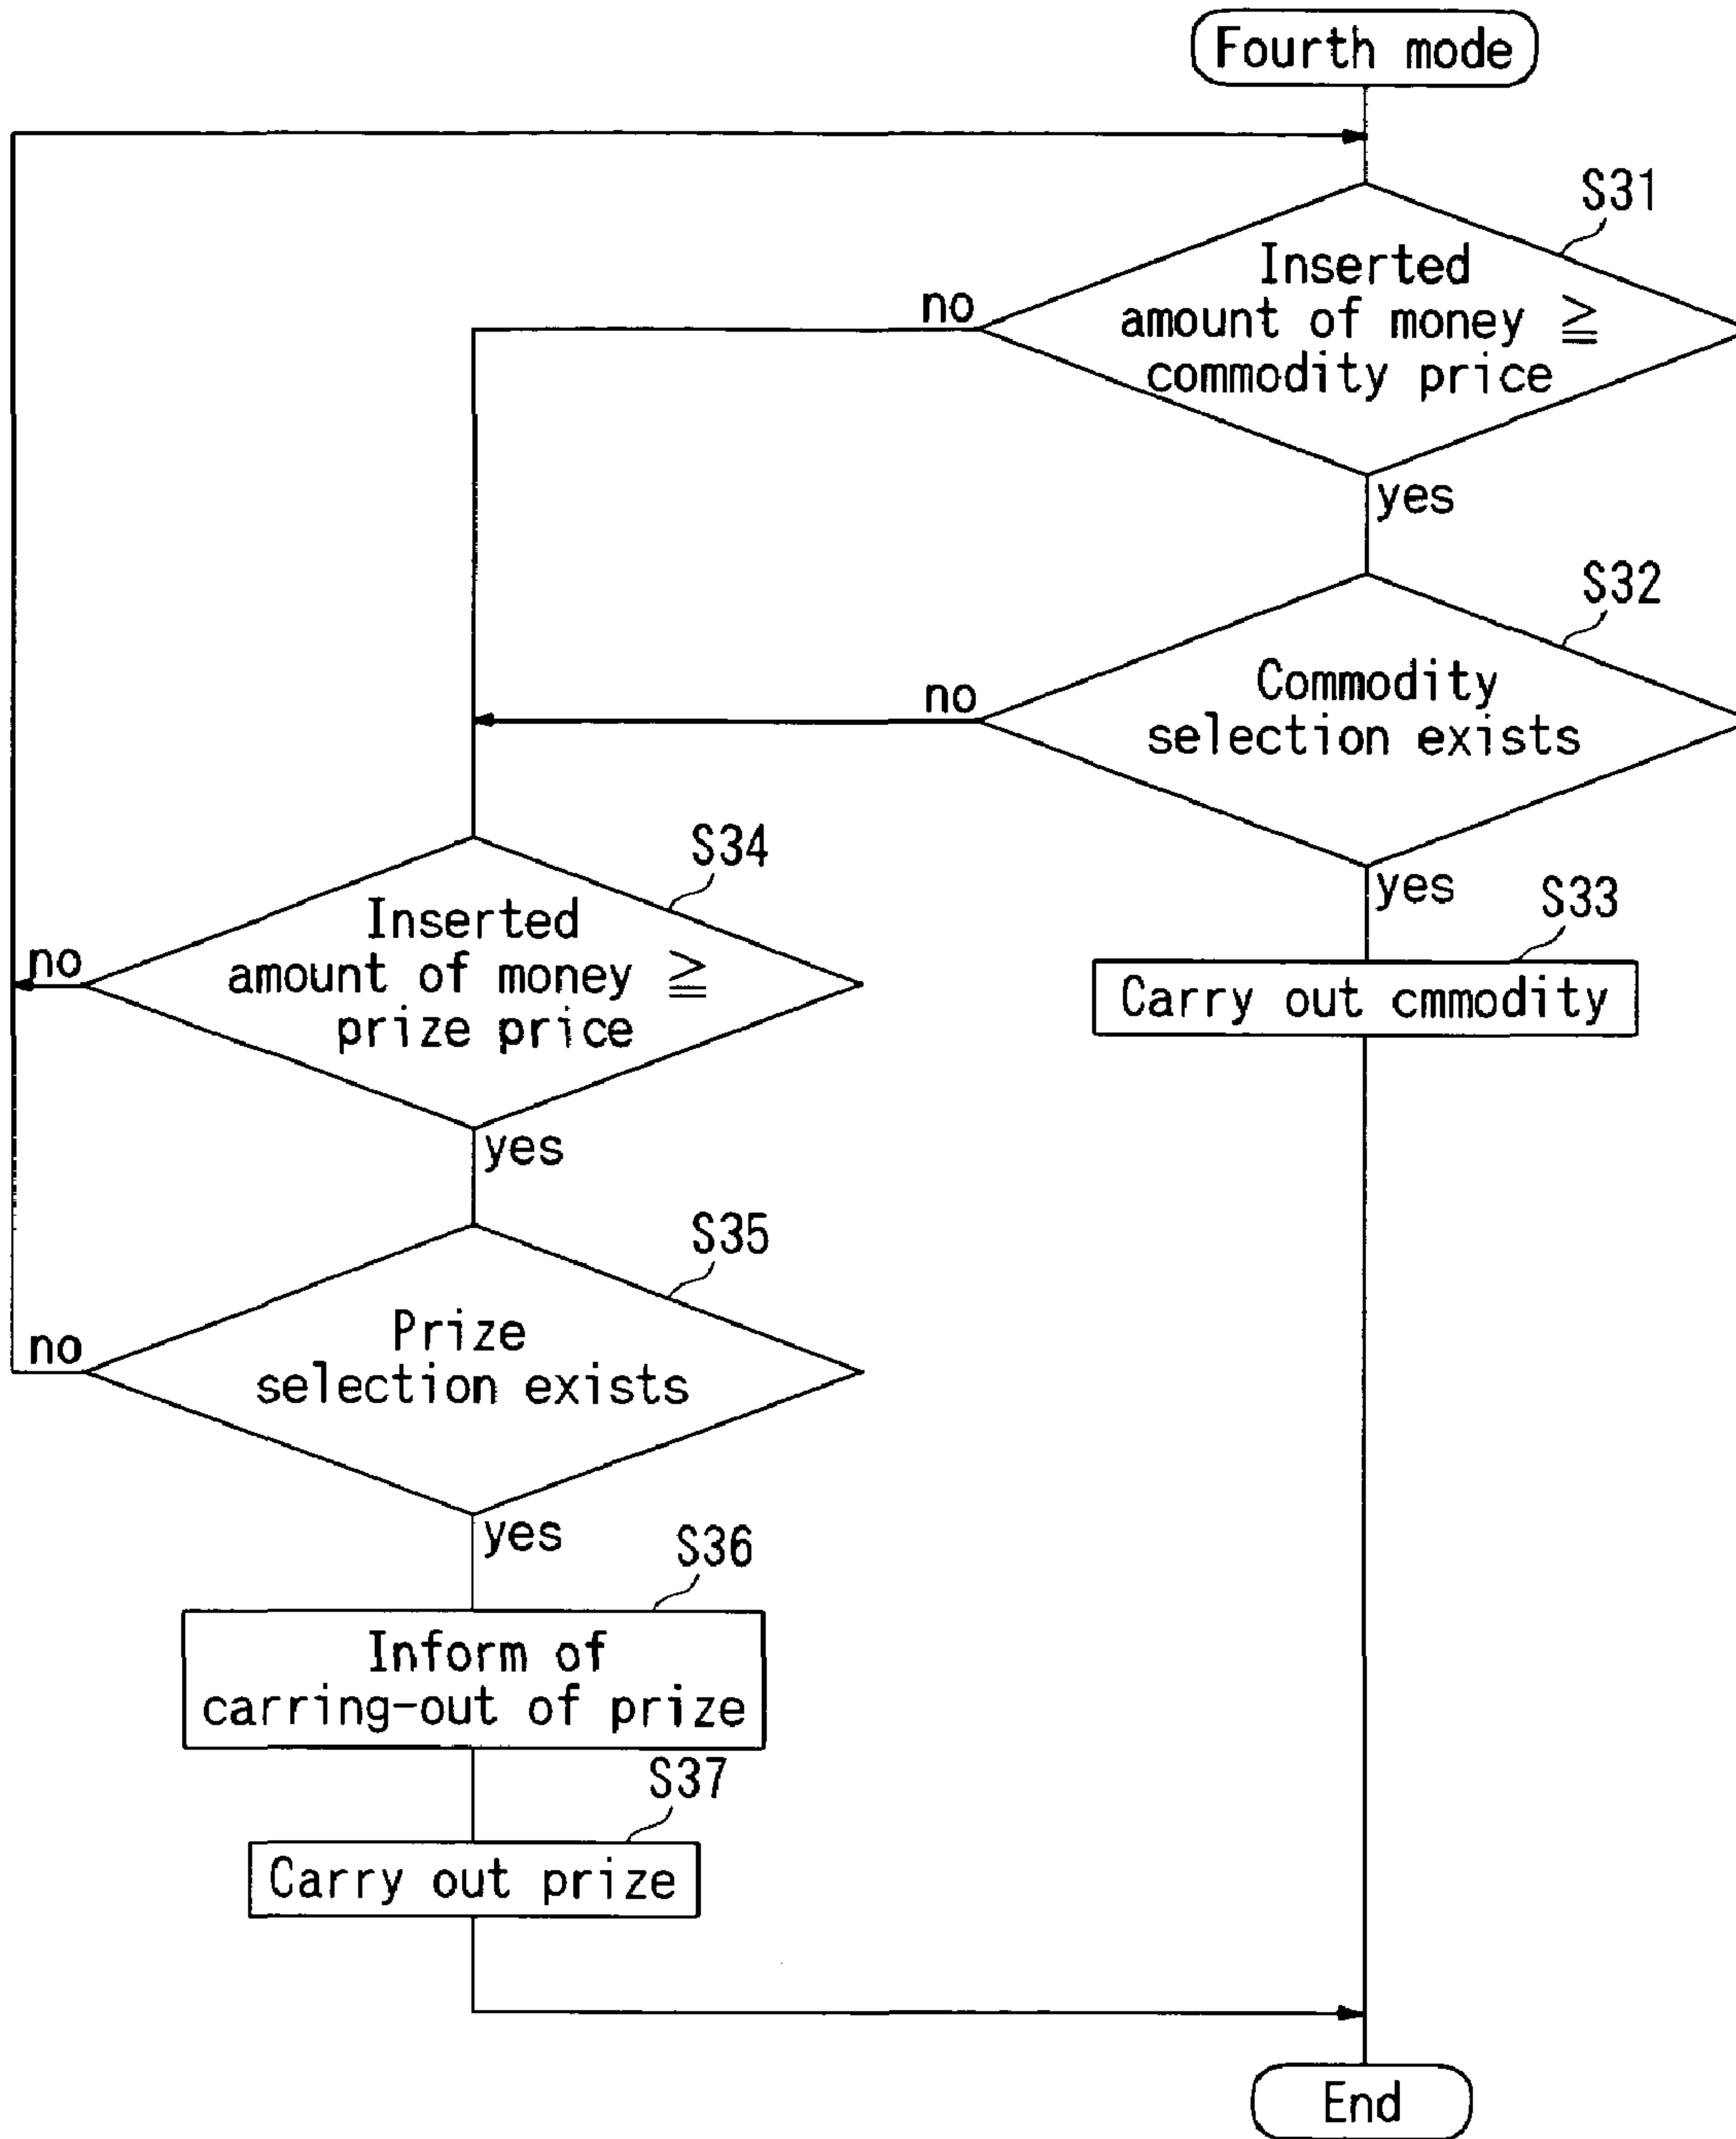 Fourth mode
S31
Inserted
amount of money ≧
commodity price
no
yes
S32
Commodity
selection exists
no
yes
S33
Carry out cmmodity
S34
Inserted
amount of money ≧
prize price
no
yes
S35
Prize
selection exists
no
yes
S36
Inform of
carring-out of prize
S37
Carry out prize
End